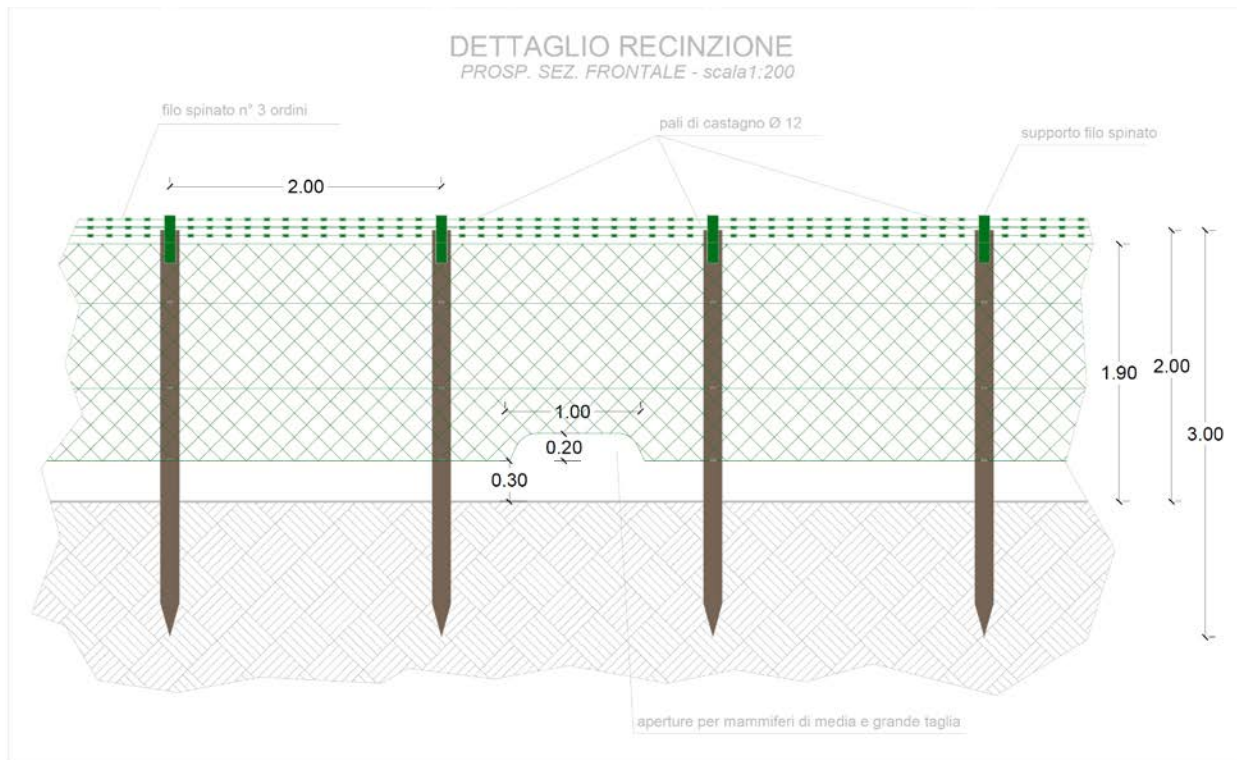 DETTAGLIO RECINZIONE
PROSP. SEZ. FRONTALE - scala1:200
filo spinato n° 3 ordini
pali di castagno Ø 12
supporto filo spinato
2.00
1.00
0.20
0.30
1.90
2.00
3.00
aperture per mammiferi di media e grande taglia